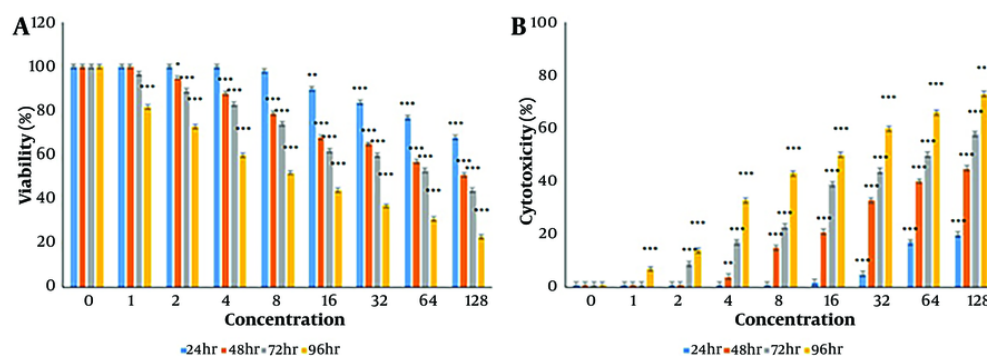 A
Viability (%)
120
100
80
60
40
20
0
0 1 2 4 8 16 32 64 128
Concentration
24hr 48hr 72hr 96hr
B
Cytotoxicity (%)
100
80
60
40
20
0
0 1 2 4 8 16 32 64 128
Concentration
24hr 48hr 72hr 96hr